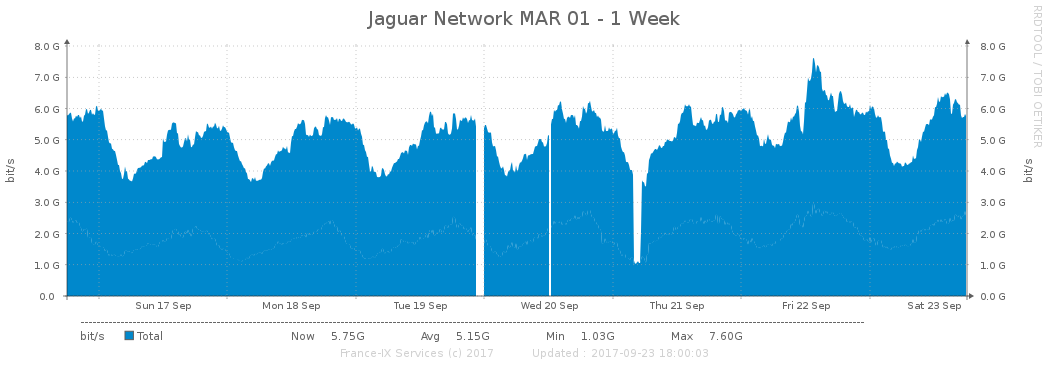 Jaguar Network MAR 01 - 1 Week
RRDTOOL / TOBI OETIKER
bit/s
8.0 G
7.0 G
6.0 G
5.0 G
4.0 G
3.0 G
2.0 G
1.0 G
0.0
8.0 G
7.0 G
6.0 G
5.0 G
4.0 G
3.0 G
2.0 G
1.0 G
0.0 G
bit/s
Sun 17 Sep Mon 18 Sep Tue 19 Sep Wed 20 Sep Thu 21 Sep Fri 22 Sep Sat 23 Sep
bit/s Total Now 5.75G Avg 5.15G Min 1.03G Max 7.60G
France-IX Services (c) 2017 Updated : 2017-09-23 18:00:03